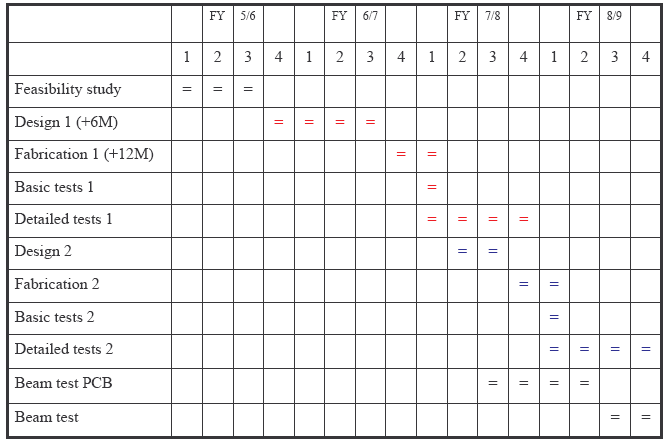 FY 5/6 FY 6/7 FY 7/8 FY 8/9
1 2 3 4 1 2 3 4 1 2 3 4 1 2 3 4
Feasibility study = = =
Design 1 (+6M) = = = =
Fabrication 1 (+12M) = =
Basic tests 1 =
Detailed tests 1 = = = =
Design 2 = =
Fabrication 2 = =
Basic tests 2 =
Detailed tests 2 = = = =
Beam test PCB = = = =
Beam test = =